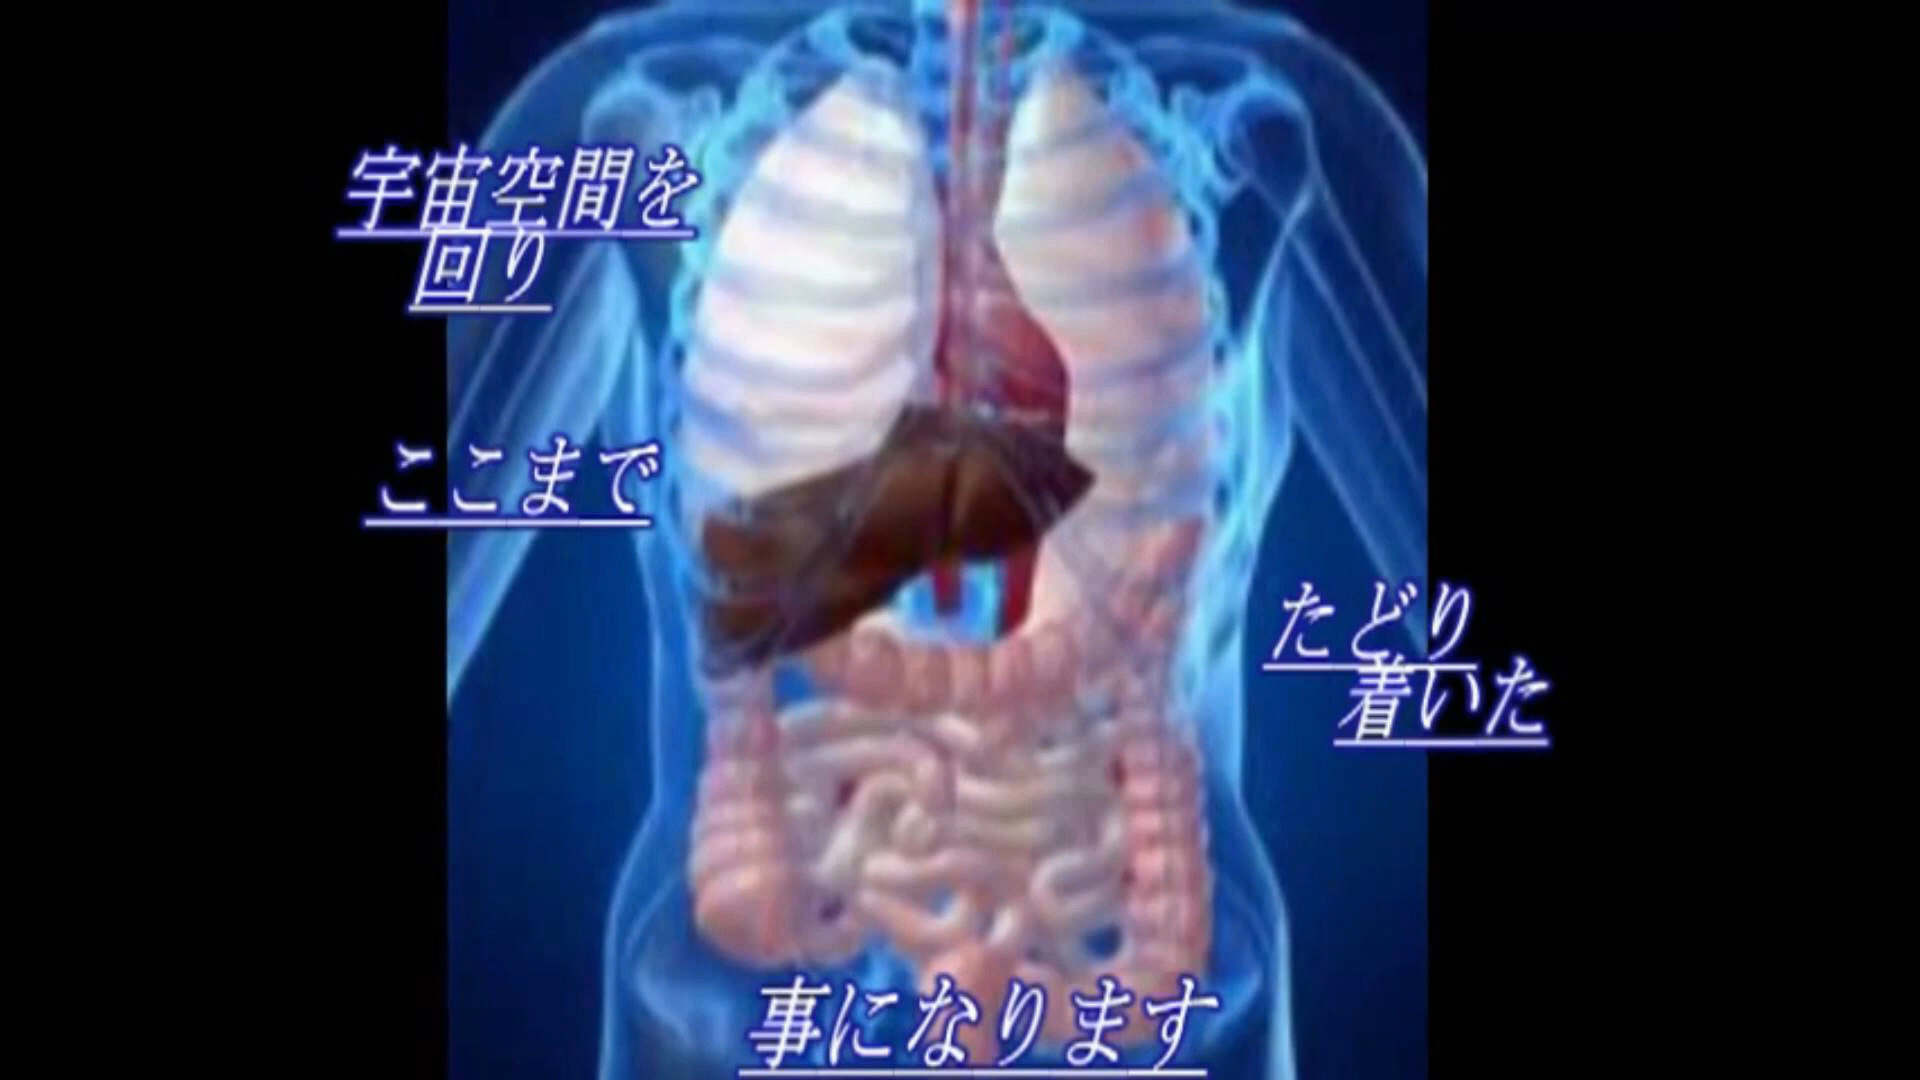 宇宙空間を
回り
ここまで
たどり
着いた
事になります